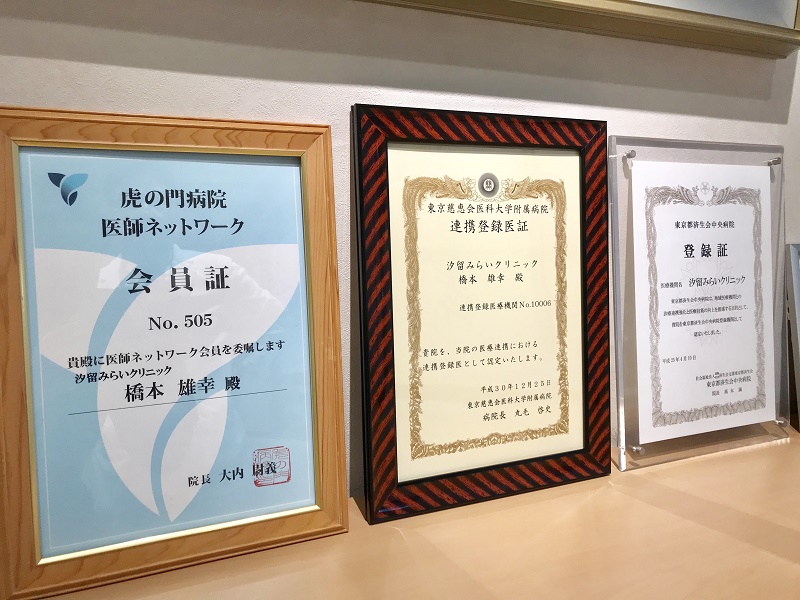 虎の門病院
医師ネットワーク
会員証
No. 505
貴殿に医師ネットワーク会員を委嘱します
汐留みらいクリニック
橋本 雄幸 殿
院長 大内 尉義
東京慈恵会医科大学附属病院
連携登録医証
汐留みらいクリニック
橋本 雄幸 殿
連携登録医療機関No.10006
貴院を、当院の医療連携における
連携登録医として認定いたします。
平成30年12月25日
東京慈恵会医科大学附属病院
病院長 丸毛 啓史
東京都済生会中央病院
登録証
医療機関名 汐留みらいクリニック
東京都済生会中央病院